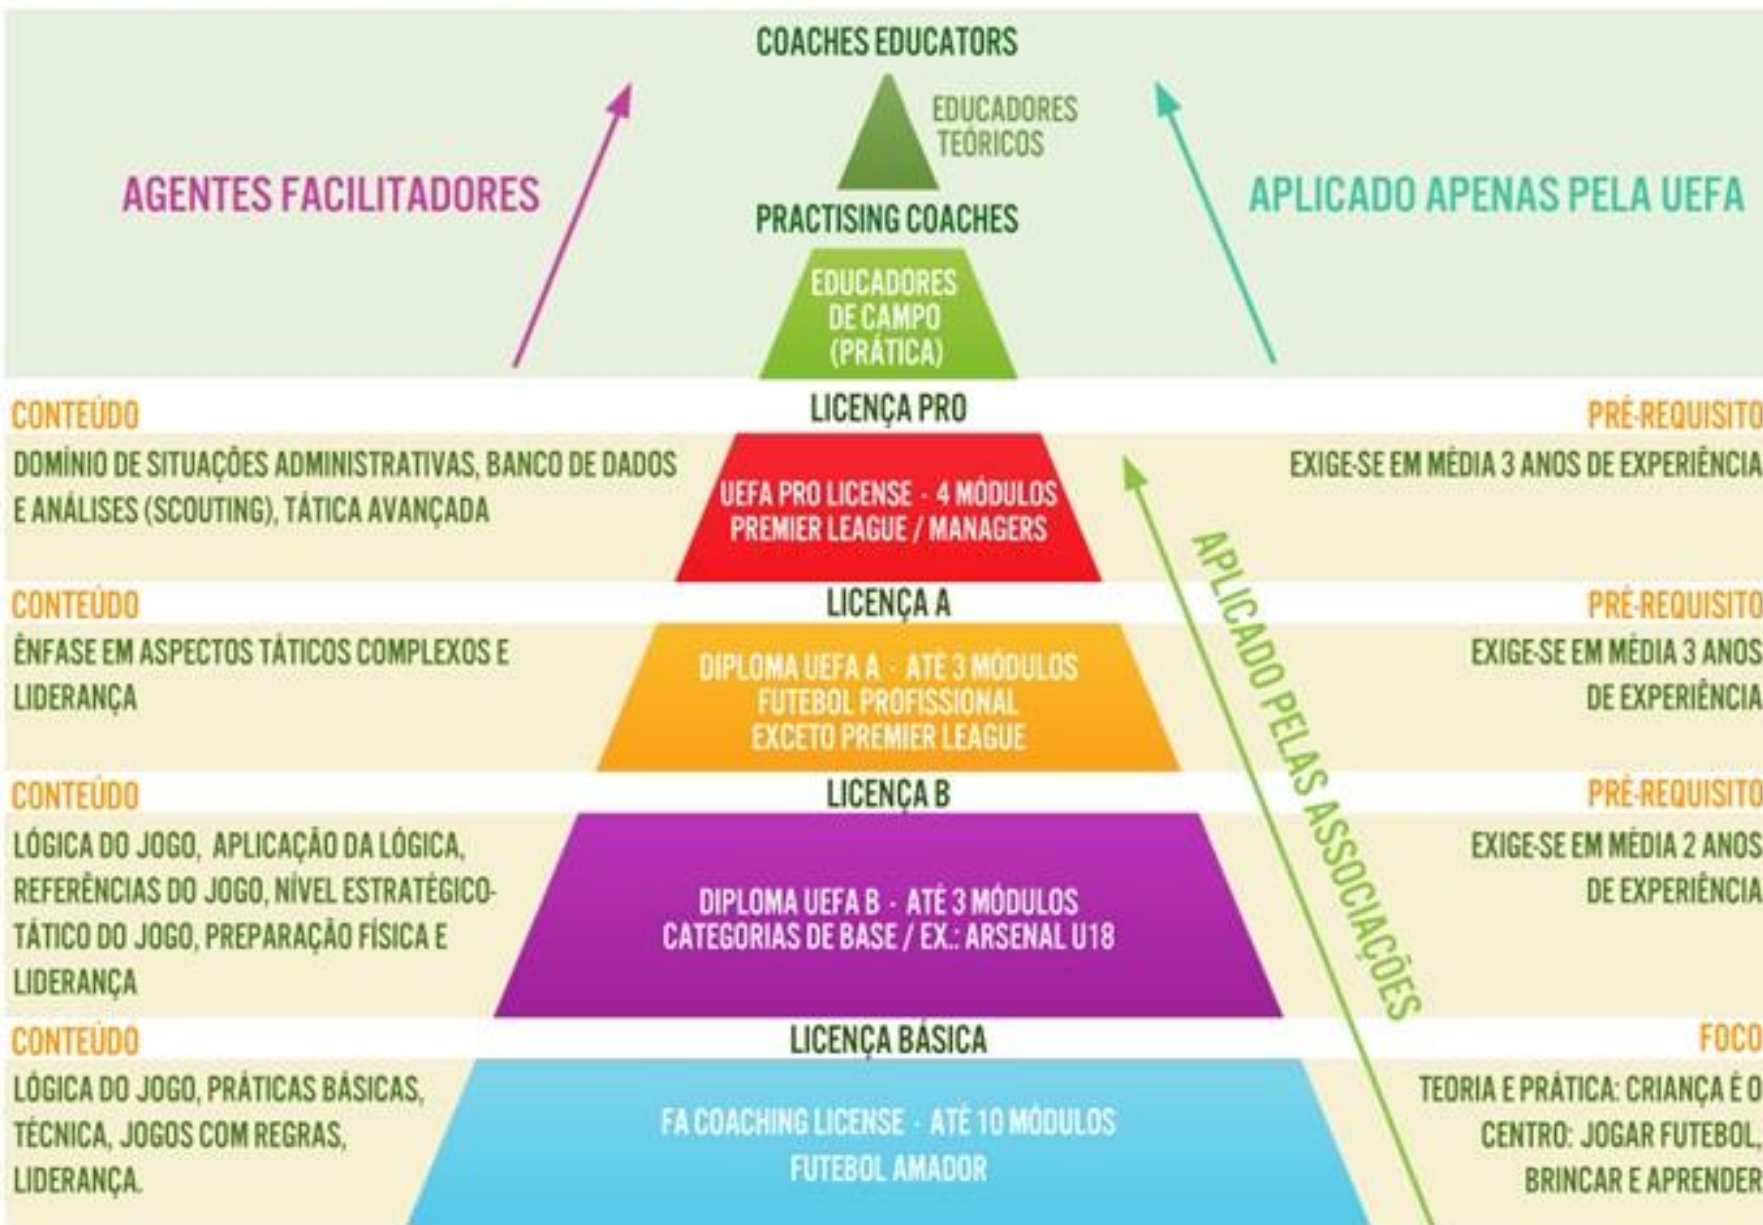 COACHES EDUCATORS
EDUCADORES
TEÓRICOS
AGENTES FACILITADORES
APLICADO APENAS PELA UEFA
PRACTISING COACHES
EDUCADORES
DE CAMPO
(PRÁTICA)
CONTEÚDO
LICENÇA PRO
PRÉ-REQUISITO
DOMÍNIO DE SITUAÇÕES ADMINISTRATIVAS, BANCO DE DADOS
E ANÁLISES (SCOUTING), TÁTICA AVANÇADA
UEFA PRO LICENSE - 4 MÓDULOS
PREMIER LEAGUE / MANAGERS
EXIGE-SE EM MÉDIA 3 ANOS DE EXPERIÊNCIA
APLICADO PELAS ASSOCIAÇÕES
CONTEÚDO
LICENÇA A
PRÉ-REQUISITO
ÊNFASE EM ASPECTOS TÁTICOS COMPLEXOS E
LIDERANÇA
DIPLOMA UEFA A - ATÉ 3 MÓDULOS
FUTEBOL PROFISSIONAL
EXCETO PREMIER LEAGUE
EXIGE-SE EM MÉDIA 3 ANOS
DE EXPERIÊNCIA
CONTEÚDO
LICENÇA B
PRÉ-REQUISITO
LÓGICA DO JOGO, APLICAÇÃO DA LÓGICA,
REFERÊNCIAS DO JOGO, NÍVEL ESTRATÉGICO-
TÁTICO DO JOGO, PREPARAÇÃO FÍSICA E
LIDERANÇA
DIPLOMA UEFA B - ATÉ 3 MÓDULOS
CATEGORIAS DE BASE / EX.: ARSENAL U18
EXIGE-SE EM MÉDIA 2 ANOS
DE EXPERIÊNCIA
CONTEÚDO
LICENÇA BÁSICA
FOCO
LÓGICA DO JOGO, PRÁTICAS BÁSICAS,
TÉCNICA, JOGOS COM REGRAS,
LIDERANÇA.
FA COACHING LICENSE - ATÉ 10 MÓDULOS
FUTEBOL AMADOR
TEORIA E PRÁTICA: CRIANÇA É O
CENTRO: JOGAR FUTEBOL,
BRINCAR E APRENDER